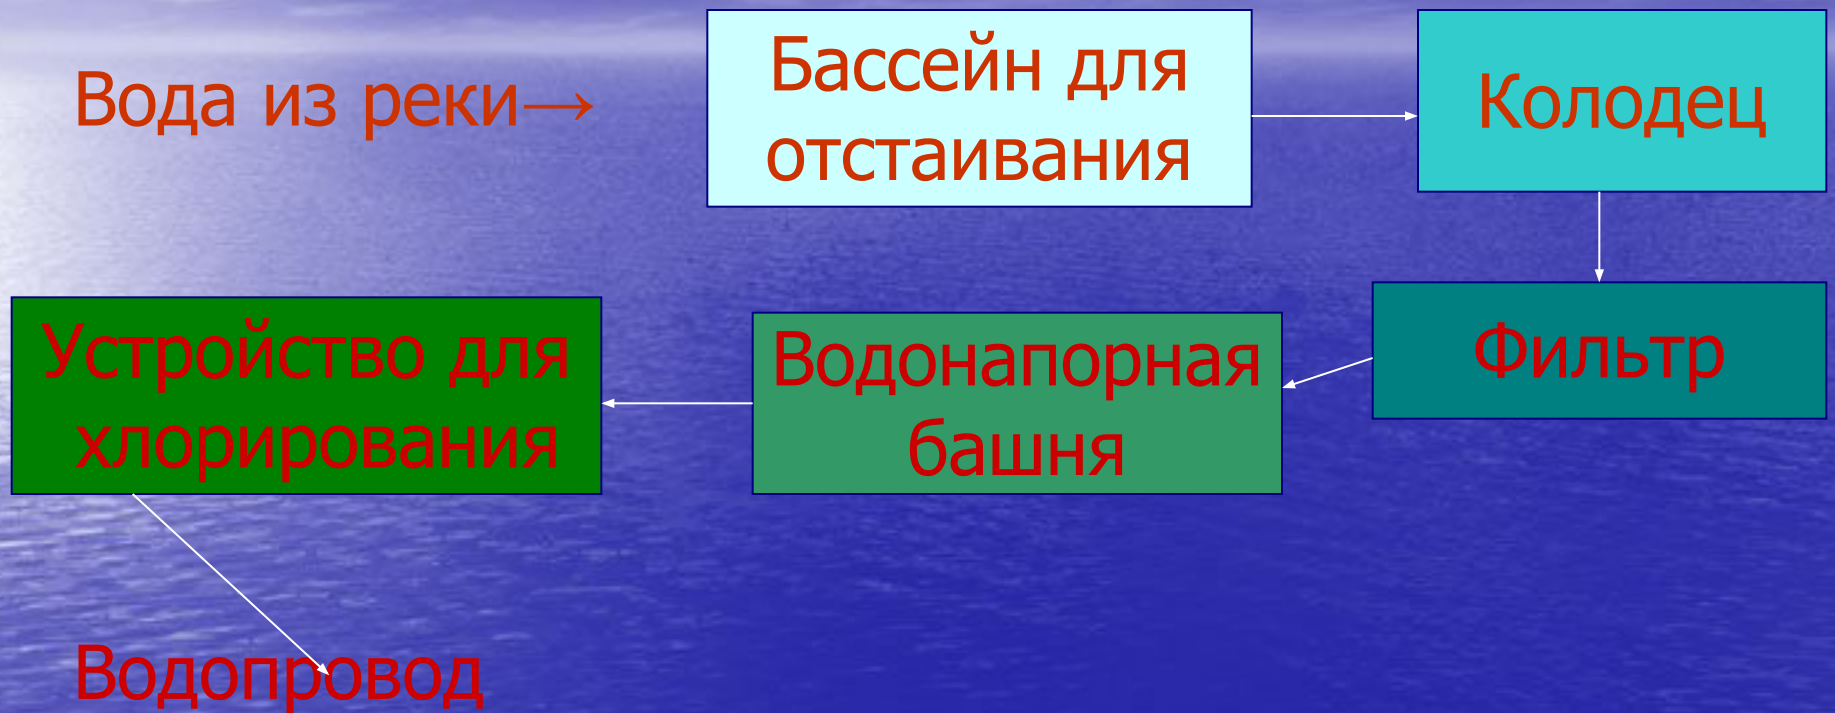 Вода из реки→
Бассейн для
отстаивания
Колодец
Фильтр
Водонапорная
башня
Устройство для
хлорирования
Водопровод